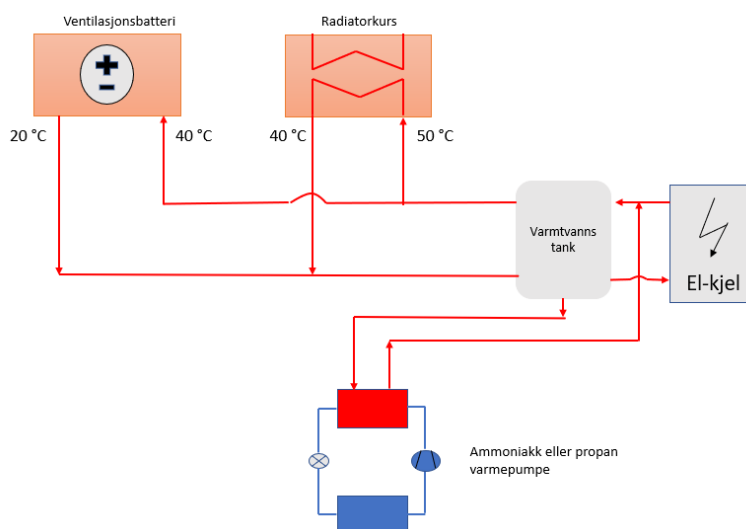 Ventilasjonsbatteri
Radiatorkurs
20 °C
40 °C
40 °C
50 °C
Varmtvanns
tank
El-kjel
Ammoniakk eller propan
varmepumpe